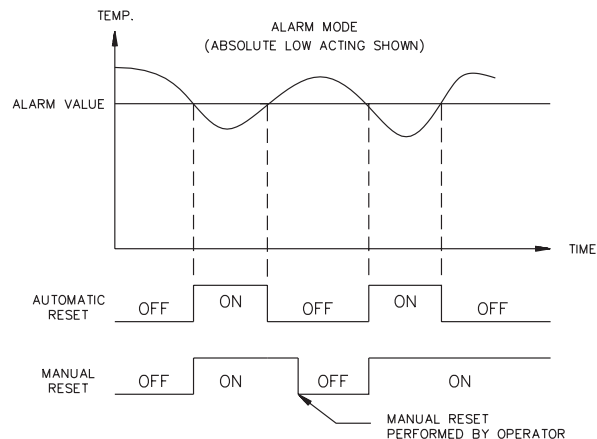 TEMP.
ALARM MODE
(ABSOLUTE LOW ACTING SHOWN)
ALARM VALUE
TIME
AUTOMATIC
RESET
OFF ON OFF ON OFF
MANUAL
RESET
OFF ON OFF ON
MANUAL RESET
PERFORMED BY OPERATOR